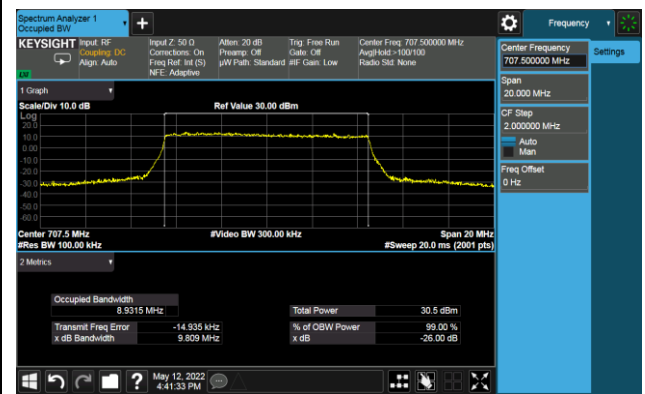 Spectrum Analyzer 1
Occupied BW
+
Frequency
KEYSIGHT
Input: RF
Coupling: DC
Align: Auto
Input Z: 50 Ω
Corrections: On
Freq Ref: Int (S)
NFE: Adaptive
Atten: 20 dB
Preamp: Off
µW Path: Standard
Trig: Free Run
Gate: Off
#IF Gain: Low
Center Freq: 707.500000 MHz
Avg|Hold:>100/100
Radio Std: None
Center Frequency
707.500000 MHz
Settings
Span
20.000 MHz
CF Step
2.000000 MHz
Auto
Man
Freq Offset
0 Hz
1 Graph
Scale/Div 10.0 dB
Ref Value 30.00 dBm
Log
20.0
10.0
0.00
-10.0
-20.0
-30.0
-40.0
-50.0
-60.0
Center 707.5 MHz
#Video BW 300.00 kHz
Span 20 MHz
#Res BW 100.00 kHz
#Sweep 20.0 ms (2001 pts)
2 Metrics
Occupied Bandwidth
8.9315 MHz
Total Power
30.5 dBm
Transmit Freq Error
-14.935 kHz
% of OBW Power
99.00 %
x dB Bandwidth
9.809 MHz
x dB
-26.00 dB
?
May 12, 2022
4:41:33 PM